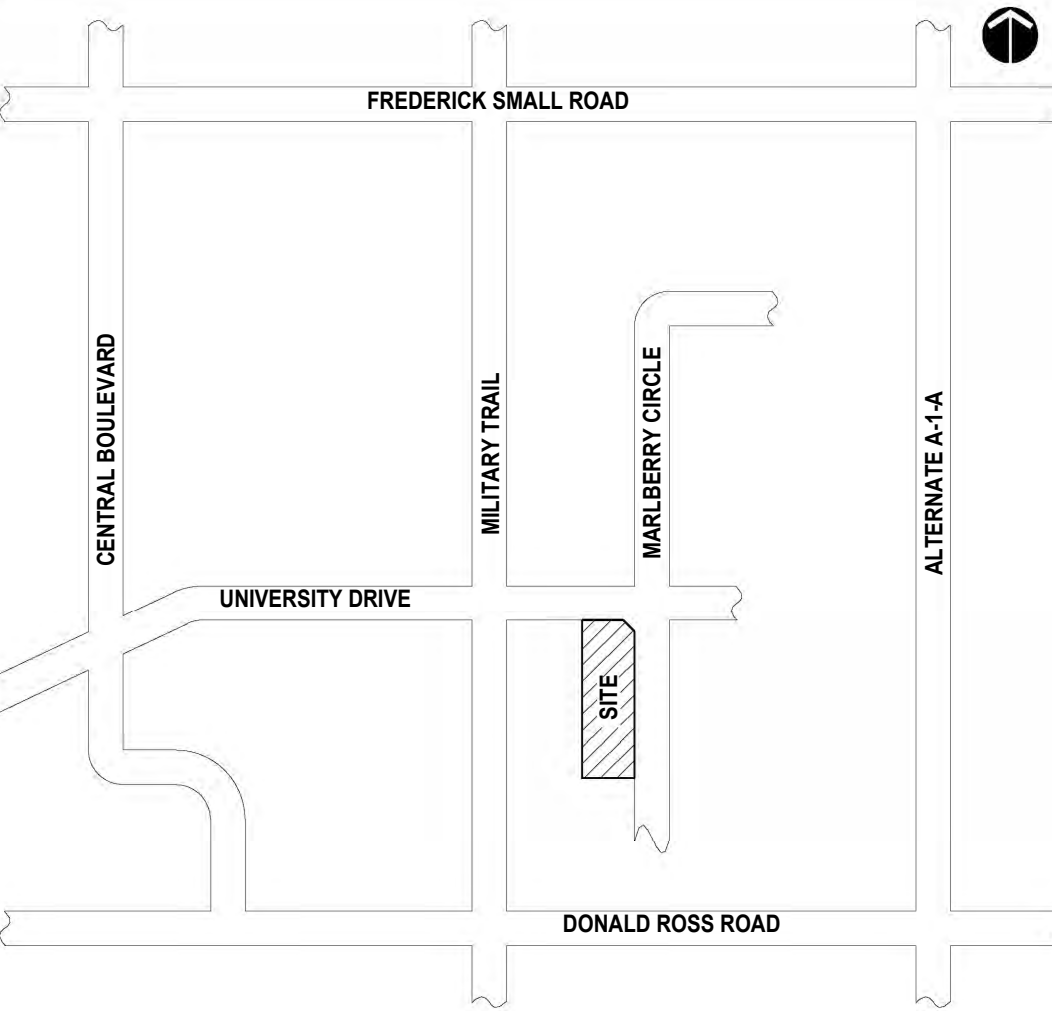 FREDERICK SMALL ROAD
CENTRAL BOULEVARD
MILITARY TRAIL
MARLBERRY CIRCLE
ALTERNATE A-1-A
UNIVERSITY DRIVE
SITE
DONALD ROSS ROAD